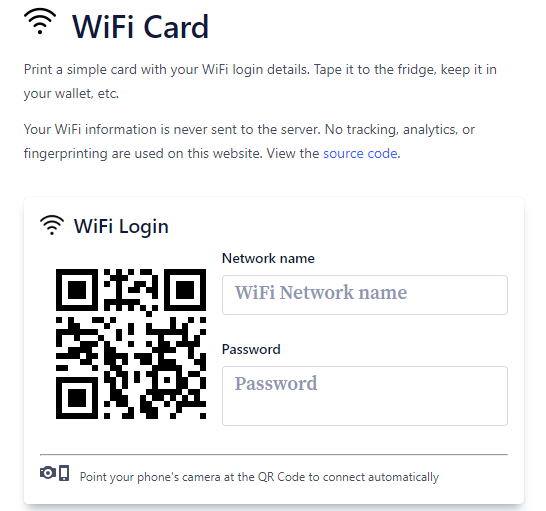 WiFi Card
Print a simple card with your WiFi login details. Tape it to the fridge, keep it in
your wallet, etc.
Your WiFi information is never sent to the server. No tracking, analytics, or
fingerprinting are used on this website. View the source code.
WiFi Login
Network name
WiFi Network name
Password
Password
Point your phone's camera at the QR Code to connect automatically